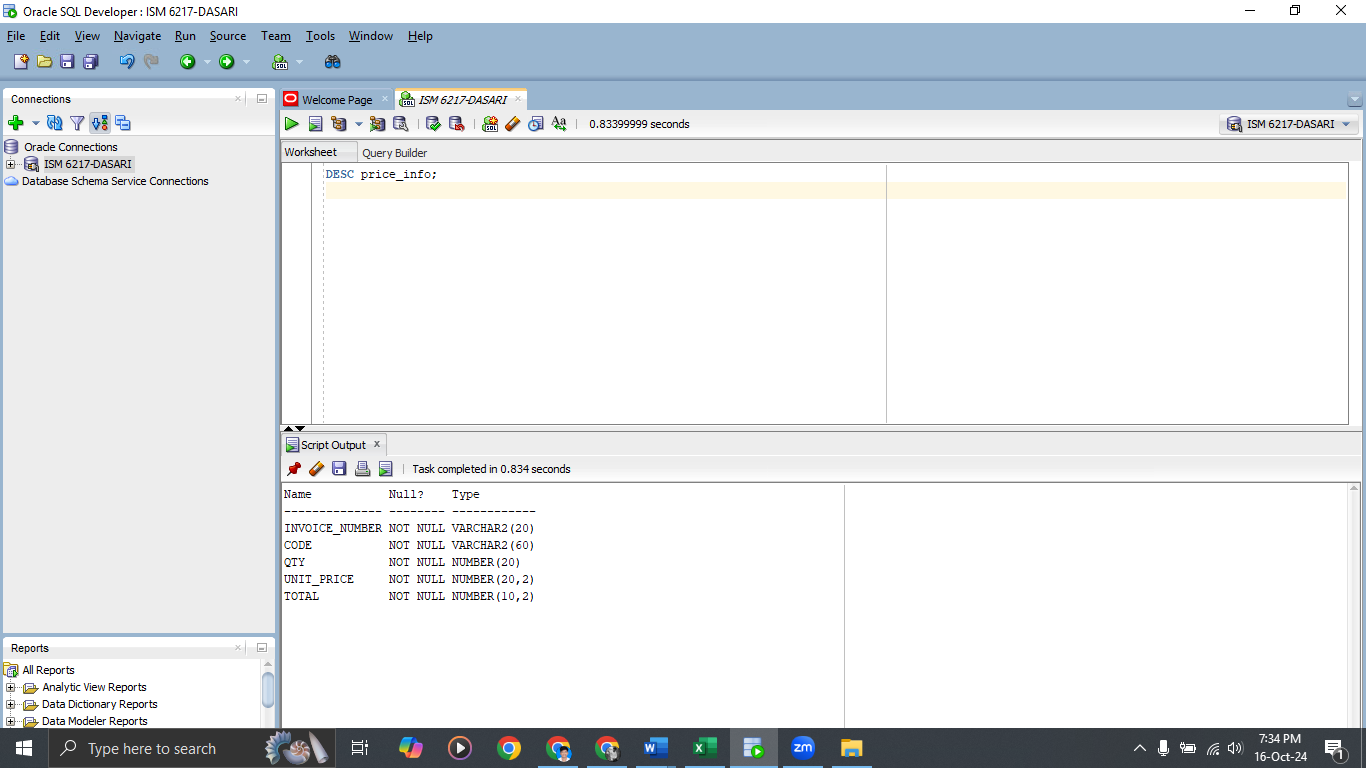 Oracle SQL Developer : ISM 6217-DASARI
File Edit View Navigate Run Source Team Tools Window Help
Connections
Oracle Connections
ISM 6217-DASARI
Database Schema Service Connections
Welcome Page
ISM 6217-DASARI
0.83399999 seconds
ISM 6217-DASARI
Worksheet Query Builder
DESC price_info;
Script Output
Task completed in 0.834 seconds
Name Null? Type
-------------- -------- ------------
INVOICE_NUMBER NOT NULL VARCHAR2(20)
CODE NOT NULL VARCHAR2(60)
QTY NOT NULL NUMBER(20)
UNIT_PRICE NOT NULL NUMBER(20,2)
TOTAL NOT NULL NUMBER(10,2)
Reports
All Reports
Analytic View Reports
Data Dictionary Reports
Data Modeler Reports
Type here to search
zm
7:34 PM
16-Oct-24
1